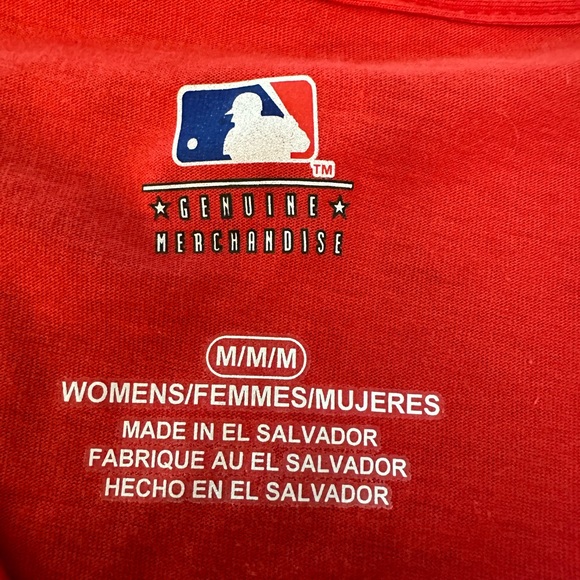 TM
★ GENUINE ★
MERCHANDISE
M/M/M
WOMENS/FEMMES/MUJERES
MADE IN EL SALVADOR
FABRIQUE AU EL SALVADOR
HECHO EN EL SALVADOR